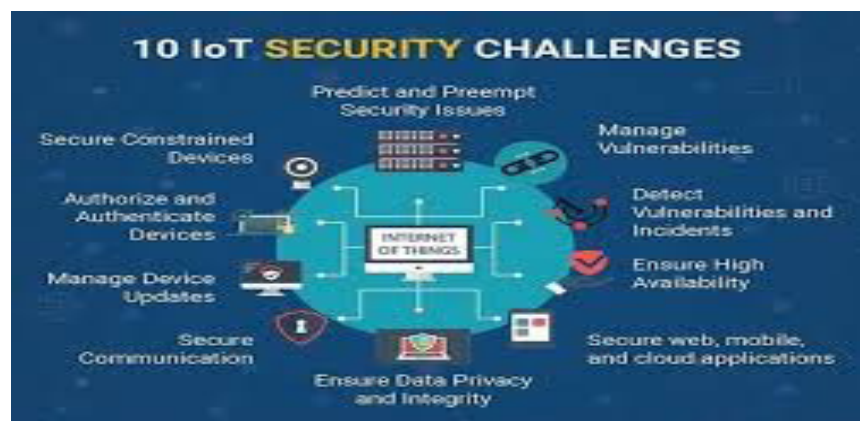 10 IoT SECURITY CHALLENGES
Predict and Preempt
Security Issues
Secure Constrained
Devices
Manage
Vulnerabilities
Authorize and
Authenticate
Devices
Detect
Vulnerabilities and
Incidents
INTERNET
OF THINGS
Manage Device
Updates
Ensure High
Availability
Secure
Communication
Secure web, mobile,
and cloud applications
Ensure Data Privacy
and Integrity